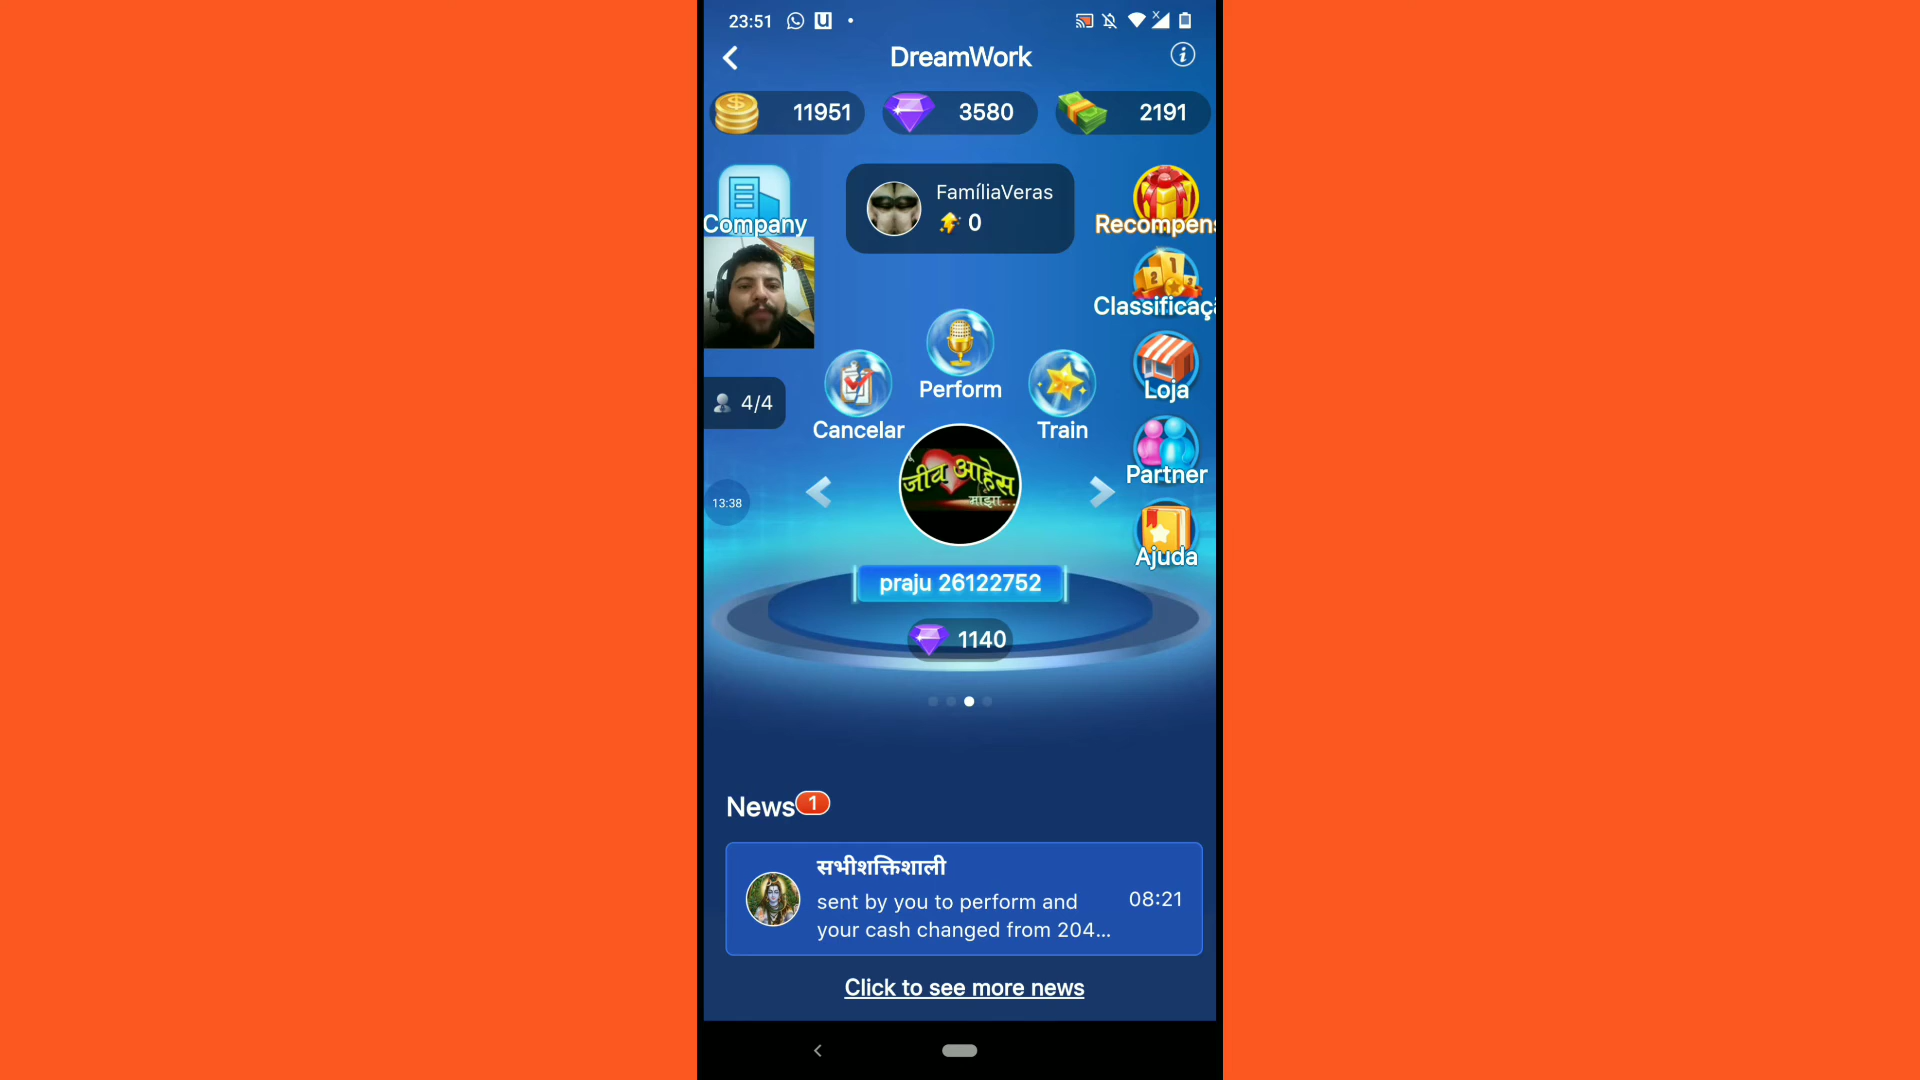 23:51
DreamWork
11951 3580 2191
Company
FamíliaVeras
0
Recompens
Classificaçã
Perform
Loja
4/4
Cancelar
Train
Partner
जीव आहेस
माझा...
13:38
Ajuda
praju 26122752
1140
News 1
सभीशक्तिशाली
sent by you to perform and
your cash changed from 204...
08:21
Click to see more news